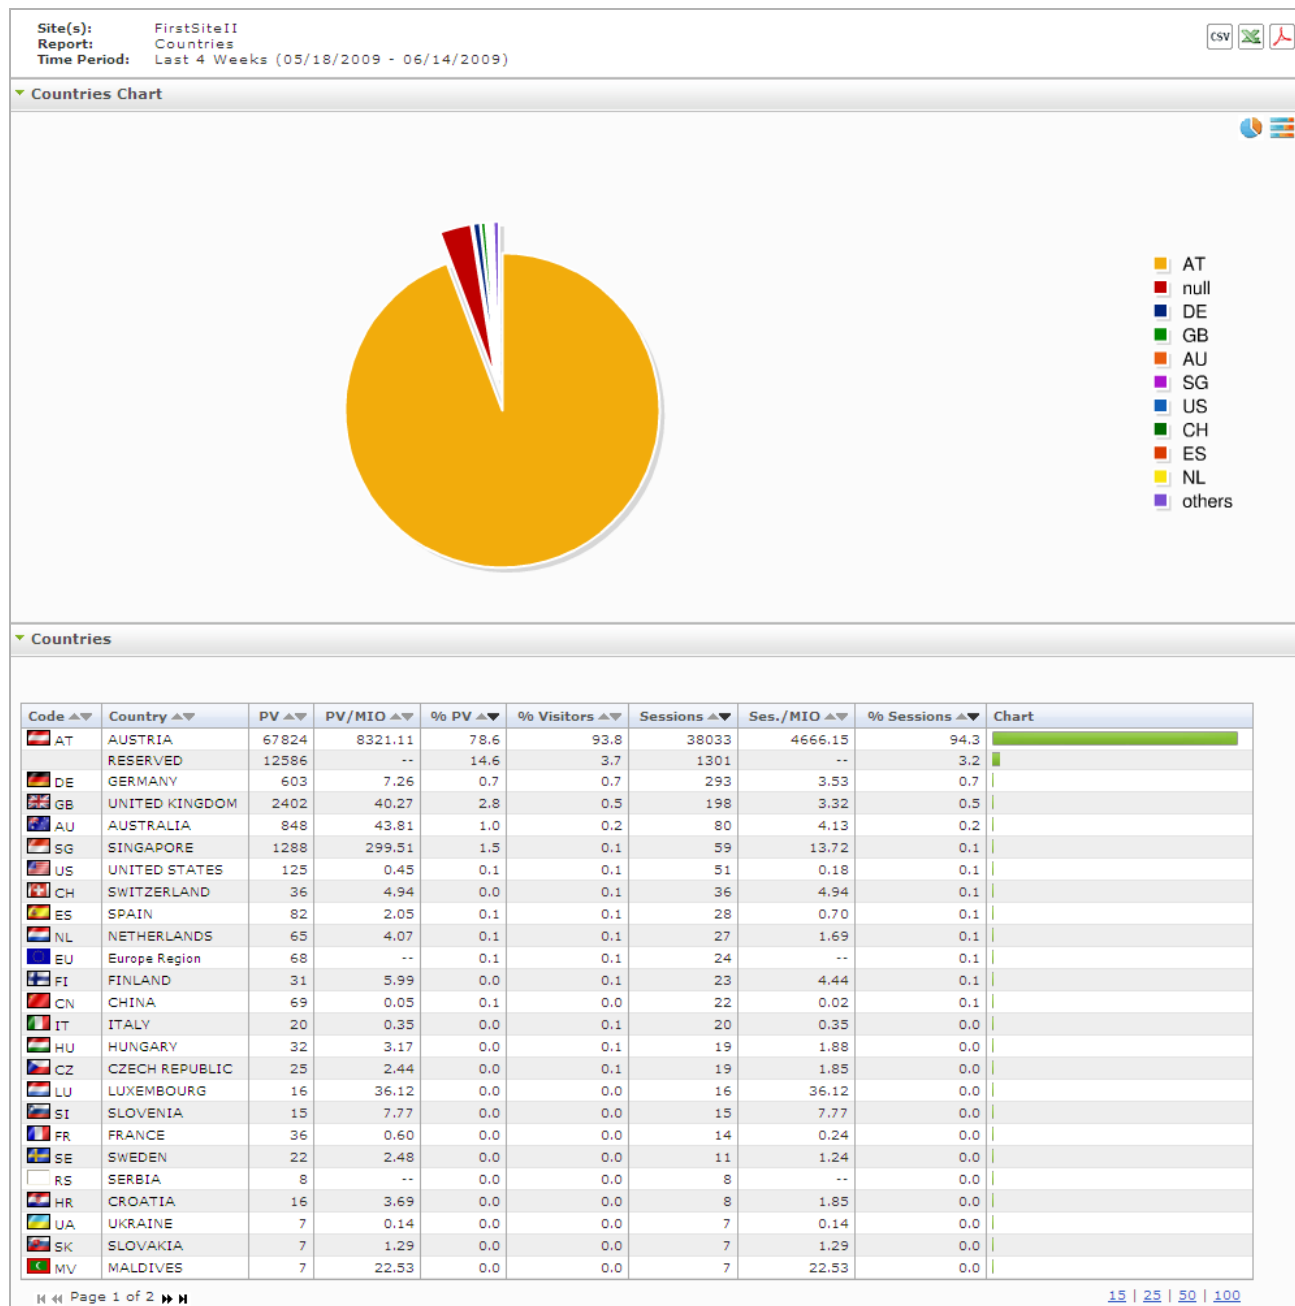 Site(s): FirstSiteII
Report: Countries
Time Period: Last 4 Weeks (05/18/2009 - 06/14/2009)
CSV
Countries Chart
AT
null
DE
GB
AU
SG
US
CH
ES
NL
others
Countries
Code Country PV PV/MIO % PV % Visitors Sessions Ses./MIO % Sessions Chart
AT AUSTRIA 67824 8321.11 78.6 93.8 38033 4666.15 94.3
RESERVED 12586 -- 14.6 3.7 1301 -- 3.2
DE GERMANY 603 7.26 0.7 0.7 293 3.53 0.7
GB UNITED KINGDOM 2402 40.27 2.8 0.5 198 3.32 0.5
AU AUSTRALIA 848 43.81 1.0 0.2 80 4.13 0.2
SG SINGAPORE 1288 299.51 1.5 0.1 59 13.72 0.1
US UNITED STATES 125 0.45 0.1 0.1 51 0.18 0.1
CH SWITZERLAND 36 4.94 0.0 0.1 36 4.94 0.1
ES SPAIN 82 2.05 0.1 0.1 28 0.70 0.1
NL NETHERLANDS 65 4.07 0.1 0.1 27 1.69 0.1
EU Europe Region 68 -- 0.1 0.1 24 -- 0.1
FI FINLAND 31 5.99 0.0 0.1 23 4.44 0.1
CN CHINA 69 0.05 0.1 0.0 22 0.02 0.1
IT ITALY 20 0.35 0.0 0.1 20 0.35 0.0
HU HUNGARY 32 3.17 0.0 0.1 19 1.88 0.0
CZ CZECH REPUBLIC 25 2.44 0.0 0.1 19 1.85 0.0
LU LUXEMBOURG 16 36.12 0.0 0.0 16 36.12 0.0
SI SLOVENIA 15 7.77 0.0 0.0 15 7.77 0.0
FR FRANCE 36 0.60 0.0 0.0 14 0.24 0.0
SE SWEDEN 22 2.48 0.0 0.0 11 1.24 0.0
RS SERBIA 8 -- 0.0 0.0 8 -- 0.0
HR CROATIA 16 3.69 0.0 0.0 8 1.85 0.0
UA UKRAINE 7 0.14 0.0 0.0 7 0.14 0.0
SK SLOVAKIA 7 1.29 0.0 0.0 7 1.29 0.0
MV MALDIVES 7 22.53 0.0 0.0 7 22.53 0.0
Page 1 of 2 15 | 25 | 50 | 100